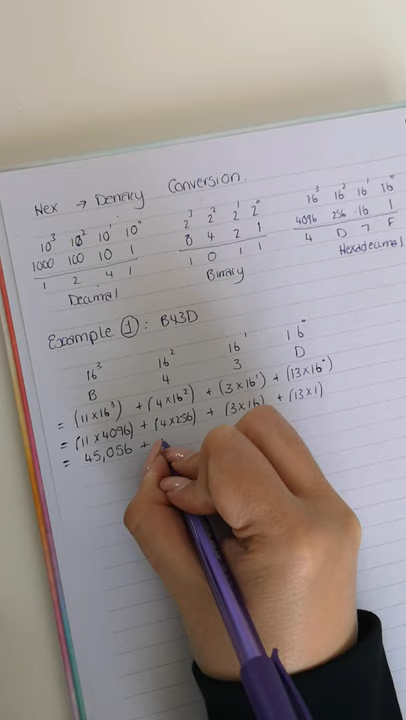 Hex → Denary Conversion
10³ 10² 10¹ 10⁰ 2³ 2² 2¹ 2⁰ 16³ 16² 16¹ 16⁰
1000 100 10 1 8 4 2 1 4096 256 16 1
1 2 4 1 1 0 1 1 4 D 7 F
Decimal Binary Hexadecimal
Example ①: B43D
16³ 16² 16¹ 16⁰
B 4 3 D
= (11 x 16³) + (4 x 16²) + (3 x 16¹) + (13 x 16⁰)
= (11 x 4096) + (4 x 256) + (3 x 16) + (13 x 1)
= 45,056 +